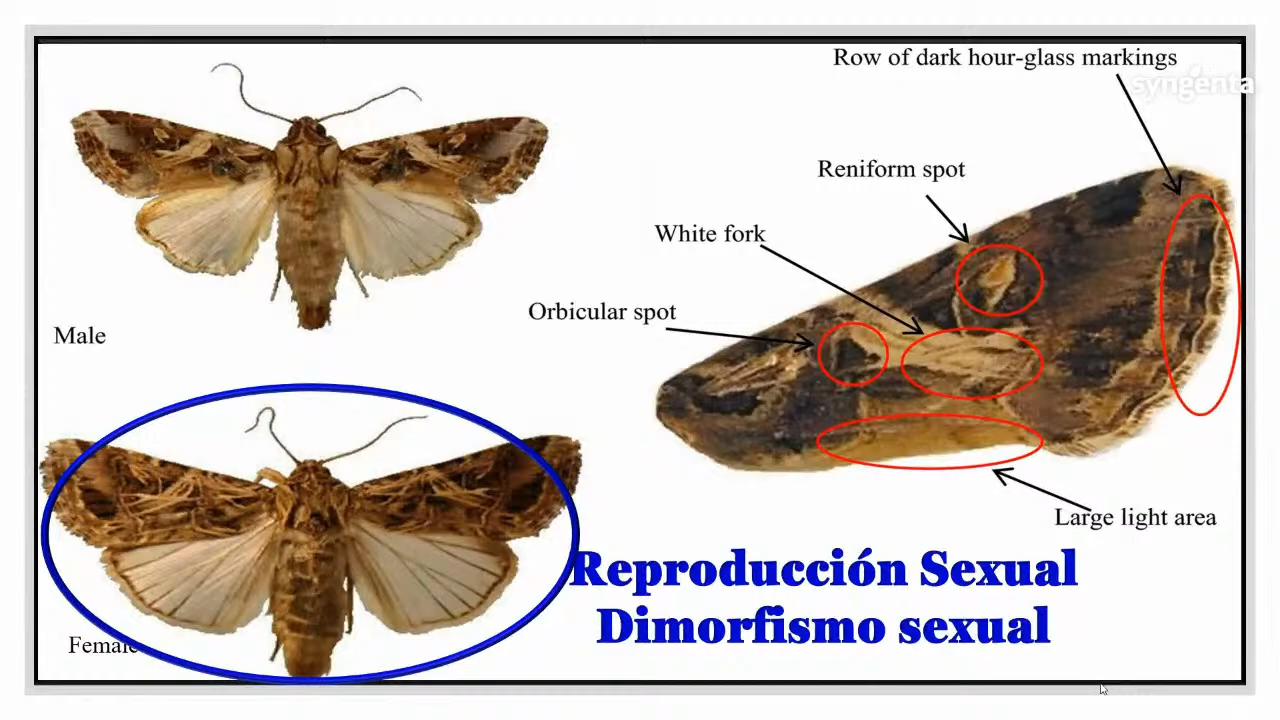 Row of dark hour-glass markings
syngenta
Reniform spot
White fork
Orbicular spot
Male
Large light area
Reproducción Sexual
Dimorfismo sexual
Female